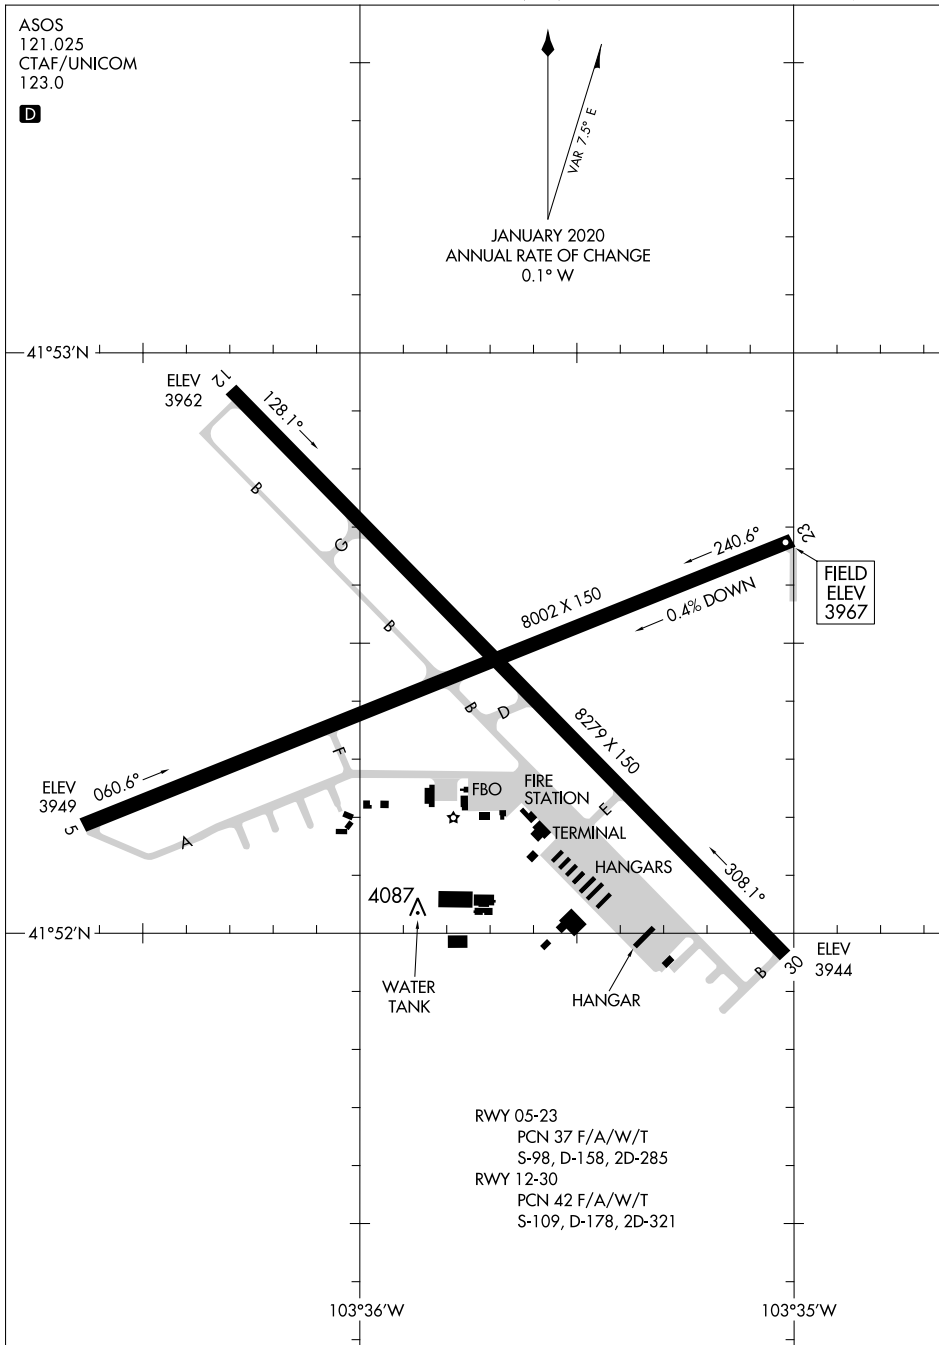 ASOS
121.025
CTAF/UNICOM
123.0
D
VAR 7.5° E
JANUARY 2020
ANNUAL RATE OF CHANGE
0.1° W
41°53'N
ELEV
3962
12
128.1°
B
G
B
23
240.6°
FIELD
ELEV
3967
0.4% DOWN
8002 X 150
B
D
8279 X 150
F
ELEV
3949
060.6°
5
A
FBO
FIRE
STATION
E
TERMINAL
HANGARS
308.1°
4087
41°52'N
WATER
TANK
HANGAR
B
30
ELEV
3944
RWY 05-23
PCN 37 F/A/W/T
S-98, D-158, 2D-285
RWY 12-30
PCN 42 F/A/W/T
S-109, D-178, 2D-321
103°36'W
103°35'W